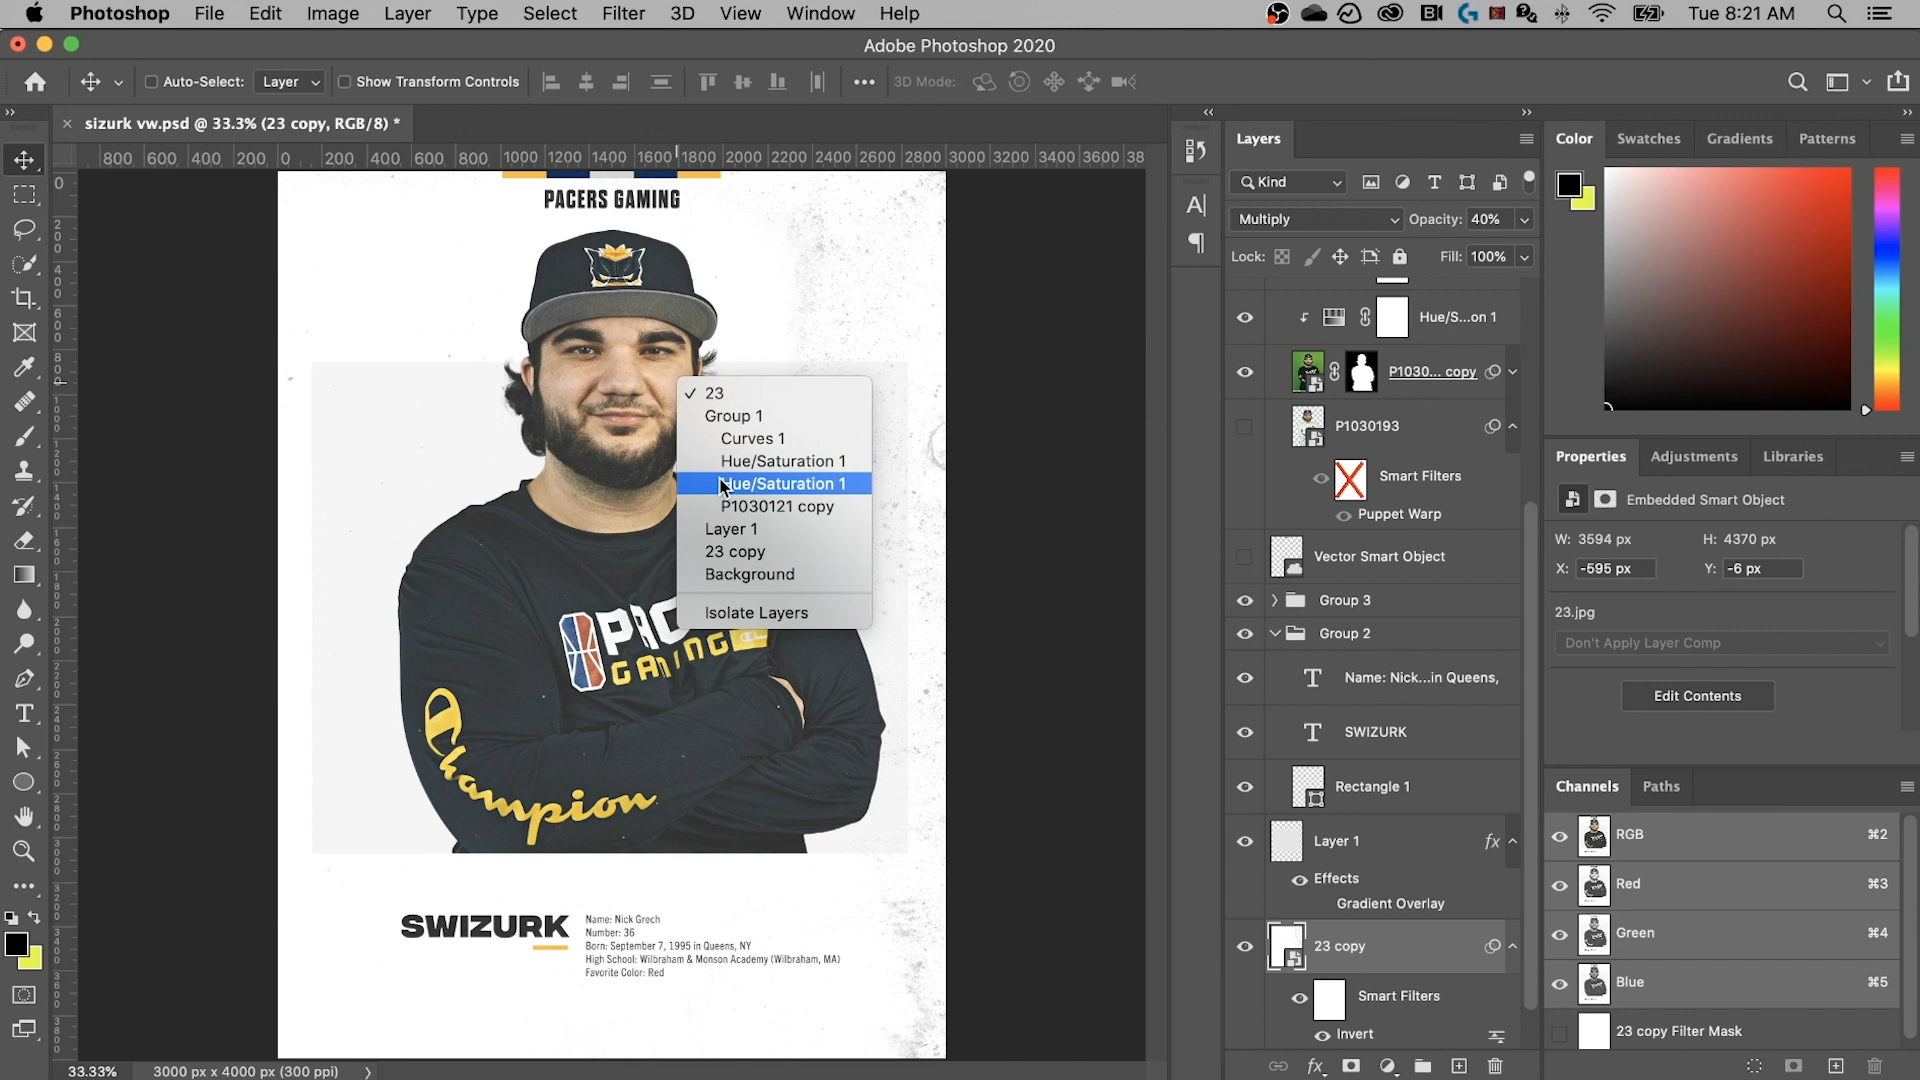 Photoshop File Edit Image Layer Type Select Filter 3D View Window Help
Tue 8:21 AM
Adobe Photoshop 2020
Auto-Select: Layer Show Transform Controls 3D Mode:
sizurk vw.psd @ 33.3% (23 copy, RGB/8) *
800 600 400 200 0 200 400 600 800 1000 1200 1400 1600 1800 2000 2200 2400 2600 2800 3000 3200 3400 3600 38
PACERS GAMING
23
Group 1
Curves 1
Hue/Saturation 1
Hue/Saturation 1
P1030121 copy
Layer 1
23 copy
Background
Isolate Layers
PAC
GAMING
Champion
SWIZURK
Name: Nick Grech
Number: 36
Born: September 7, 1995 in Queens, NY
High School: Wilbraham & Monson Academy (Wilbraham, MA)
Favorite Color: Red
33.33% 3000 px x 4000 px (300 ppi)
Layers
Kind
Multiply Opacity: 40%
Lock: Fill: 100%
Hue/S...on 1
P1030... copy
P1030193
Smart Filters
Puppet Warp
Vector Smart Object
Group 3
Group 2
Name: Nick...in Queens,
SWIZURK
Rectangle 1
Layer 1 fx
Effects
Gradient Overlay
23 copy
Smart Filters
Invert
Color Swatches Gradients Patterns
Properties Adjustments Libraries
Embedded Smart Object
W: 3594 px H: 4370 px
X: -595 px Y: -6 px
23.jpg
Don't Apply Layer Comp
Edit Contents
Channels Paths
RGB ⌘2
Red ⌘3
Green ⌘4
Blue ⌘5
23 copy Filter Mask